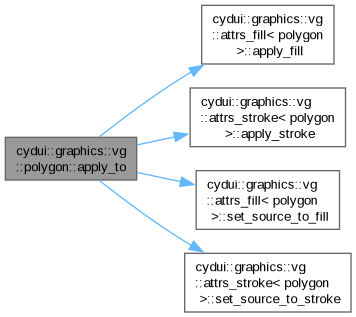 cydui::graphics::vg
::attrs_fill< polygon
>::apply_fill
cydui::graphics::vg
::attrs_stroke< polygon
>::apply_stroke
cydui::graphics::vg
::polygon::apply_to
cydui::graphics::vg
::attrs_fill< polygon
>::set_source_to_fill
cydui::graphics::vg
::attrs_stroke< polygon
>::set_source_to_stroke